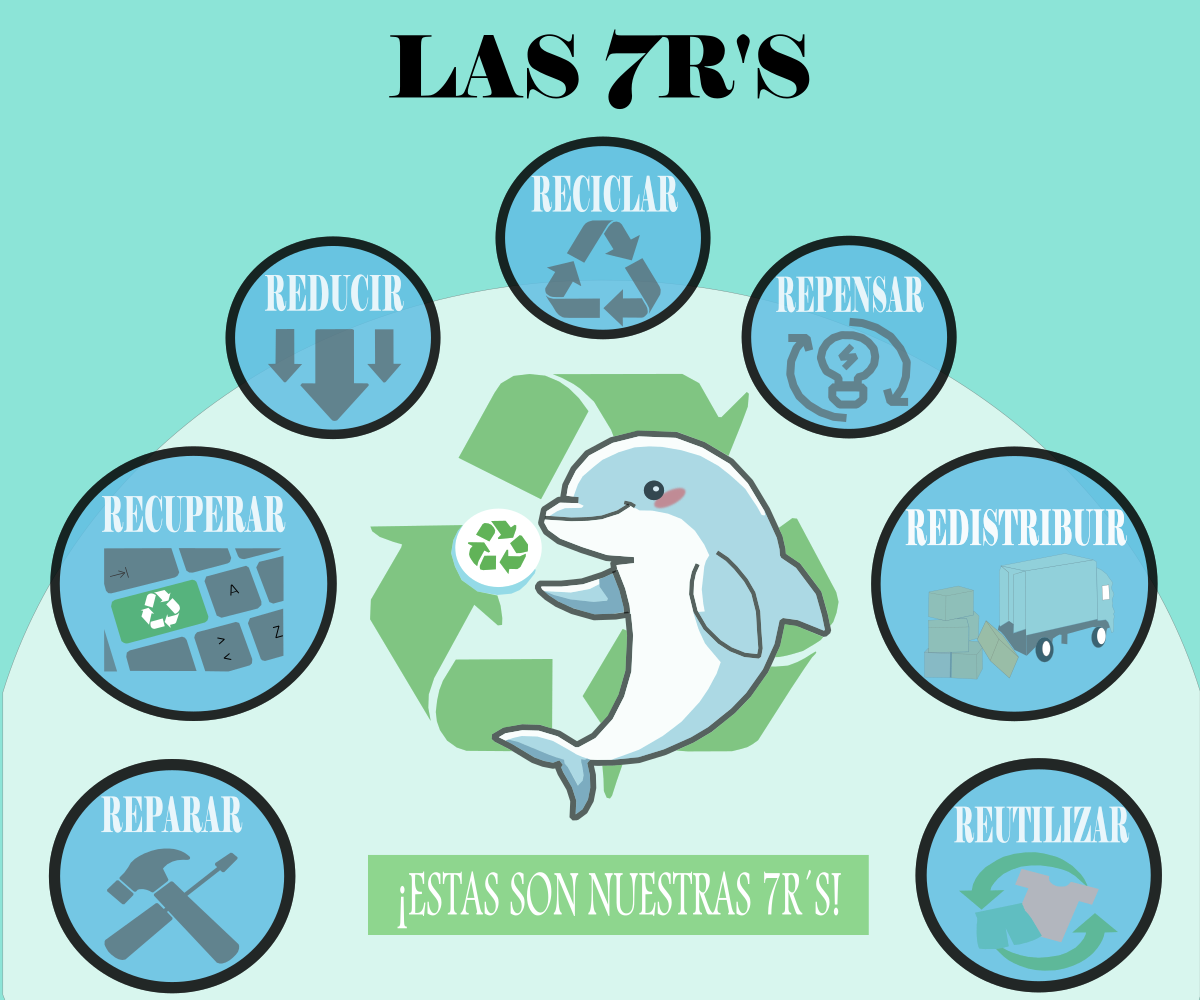 LAS 7R'S
RECICLAR
REDUCIR
REPENSAR
RECUPERAR
A
Z
>
<
REDISTRIBUIR
REPARAR
REUTILIZAR
¡ESTAS SON NUESTRAS 7R´S!